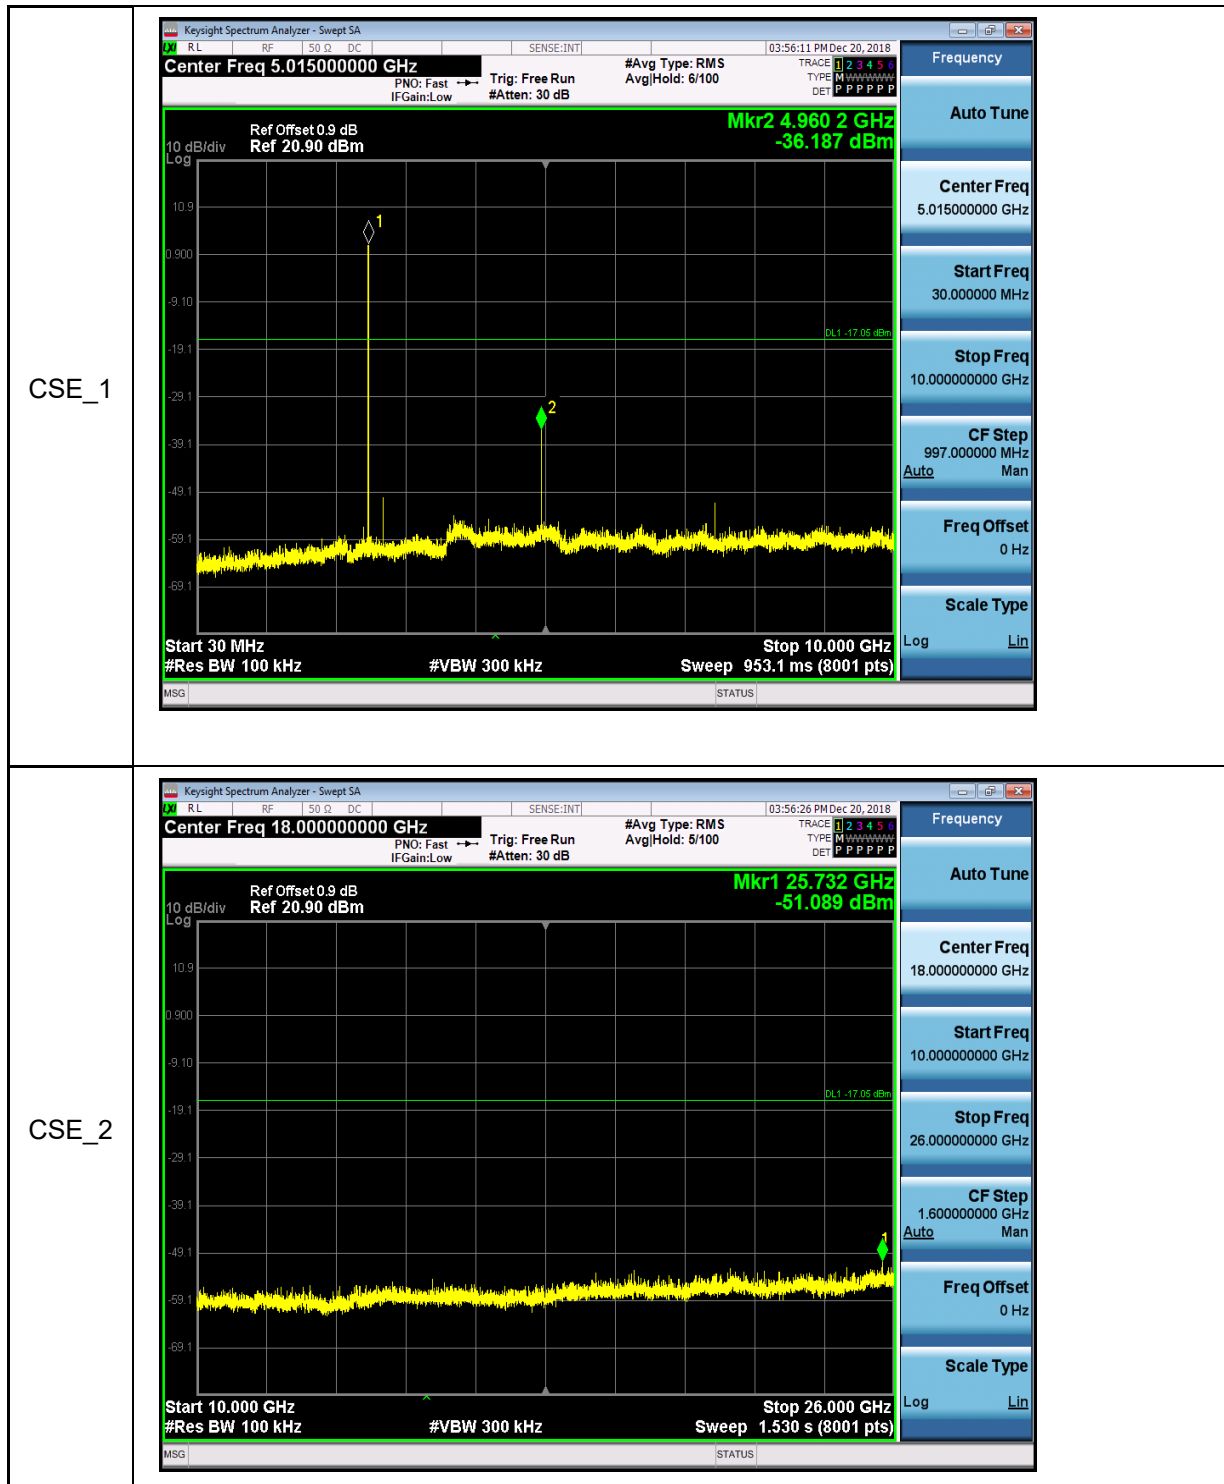 CSE_1
Keysight Spectrum Analyzer - Swept SA
LXI RL RF 50 Ω DC SENSE:INT 03:56:11 PM Dec 20, 2018
Center Freq 5.015000000 GHz
PNO: Fast
IFGain:Low
Trig: Free Run
#Atten: 30 dB
#Avg Type: RMS
Avg|Hold: 6/100
TRACE 1 2 3 4 5 6
TYPE M WWWWW
DET P P P P P P
Mkr2 4.960 2 GHz
-36.187 dBm
Ref Offset 0.9 dB
10 dB/div Ref 20.90 dBm
Log
10.9
0.900
-9.10
-19.1
-29.1
-39.1
-49.1
-59.1
-69.1
1
2
DL1 -17.05 dBm
Start 30 MHz Stop 10.000 GHz
#Res BW 100 kHz #VBW 300 kHz Sweep 953.1 ms (8001 pts)
MSG STATUS
Frequency
Auto Tune
Center Freq
5.015000000 GHz
Start Freq
30.000000 MHz
Stop Freq
10.000000000 GHz
CF Step
997.000000 MHz
Auto Man
Freq Offset
0 Hz
Scale Type
Log Lin
CSE_2
Keysight Spectrum Analyzer - Swept SA
LXI RL RF 50 Ω DC SENSE:INT 03:56:26 PM Dec 20, 2018
Center Freq 18.000000000 GHz
PNO: Fast
IFGain:Low
Trig: Free Run
#Atten: 30 dB
#Avg Type: RMS
Avg|Hold: 5/100
TRACE 1 2 3 4 5 6
TYPE M WWWWW
DET P P P P P P
Mkr1 25.732 GHz
-51.089 dBm
Ref Offset 0.9 dB
10 dB/div Ref 20.90 dBm
Log
10.9
0.900
-9.10
-19.1
-29.1
-39.1
-49.1
-59.1
-69.1
1
DL1 -17.05 dBm
Start 10.000 GHz Stop 26.000 GHz
#Res BW 100 kHz #VBW 300 kHz Sweep 1.530 s (8001 pts)
MSG STATUS
Frequency
Auto Tune
Center Freq
18.000000000 GHz
Start Freq
10.000000000 GHz
Stop Freq
26.000000000 GHz
CF Step
1.600000000 GHz
Auto Man
Freq Offset
0 Hz
Scale Type
Log Lin